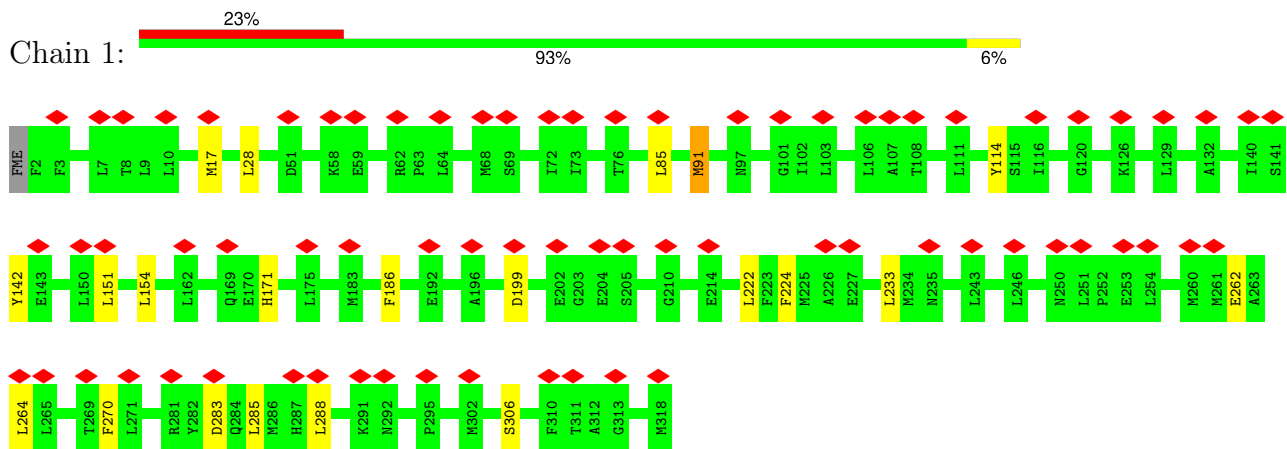 23%
Chain 1:
93% 6%
FME F2 F3 L7 T8 L9 L10 M17 L28 D51 K58 E59 R62 P63 L64 M68 S69 I72 I73 T76 L85 M91 N97 G101 I102 L103 L106 A107 T108 L111 Y114 S115 I116 G120 K126 L129 A132 I140 S141
Y142 E143 L150 L151 L154 L162 Q169 E170 H171 L175 M183 F186 E192 A196 D199 E202 G203 E204 S205 G210 E214 L222 F223 F224 M225 A226 E227 L233 M234 N235 L243 L246 N250 L251 P252 E253 L254 M260 M261 E262 A263
L264 L265 T269 F270 L271 R281 Y282 D283 Q284 L285 M286 H287 L288 K291 N292 P295 M302 S306 F310 T311 A312 G313 M318